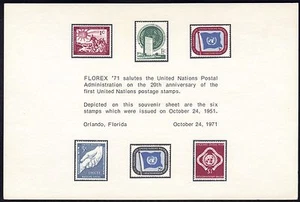 FLOREX '71 salutes the United Nations Postal
Administration on the 20th anniversary of the
first United Nations postage stamps.
Depicted on this souvenir sheet are the six
stamps which were issued on October 24, 1951.
Orlando, Florida October 24, 1971